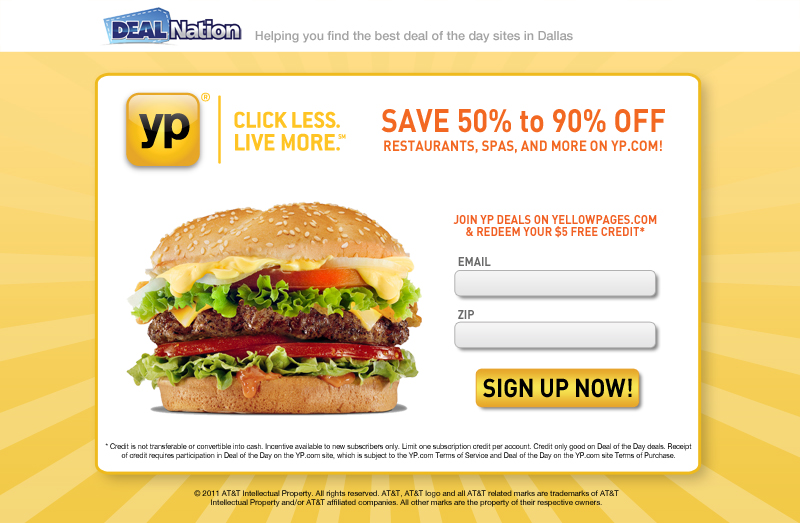 DEAL Nation
Helping you find the best deal of the day sites in Dallas
yp®
CLICK LESS.
LIVE MORE.℠
SAVE 50% to 90% OFF
RESTAURANTS, SPAS, AND MORE ON YP.COM!
JOIN YP DEALS ON YELLOWPAGES.COM
& REDEEM YOUR $5 FREE CREDIT*
EMAIL
ZIP
SIGN UP NOW!
* Credit is not transferable or convertible into cash. Incentive available to new subscribers only. Limit one subscription credit per account. Credit only good on Deal of the Day deals. Receipt
of credit requires participation in Deal of the Day on the YP.com site, which is subject to the YP.com Terms of Service and Deal of the Day on the YP.com site Terms of Purchase.
© 2011 AT&T Intellectual Property. All rights reserved. AT&T, AT&T logo and all AT&T related marks are trademarks of AT&T
Intellectual Property and/or AT&T affiliated companies. All other marks are the property of their respective owners.